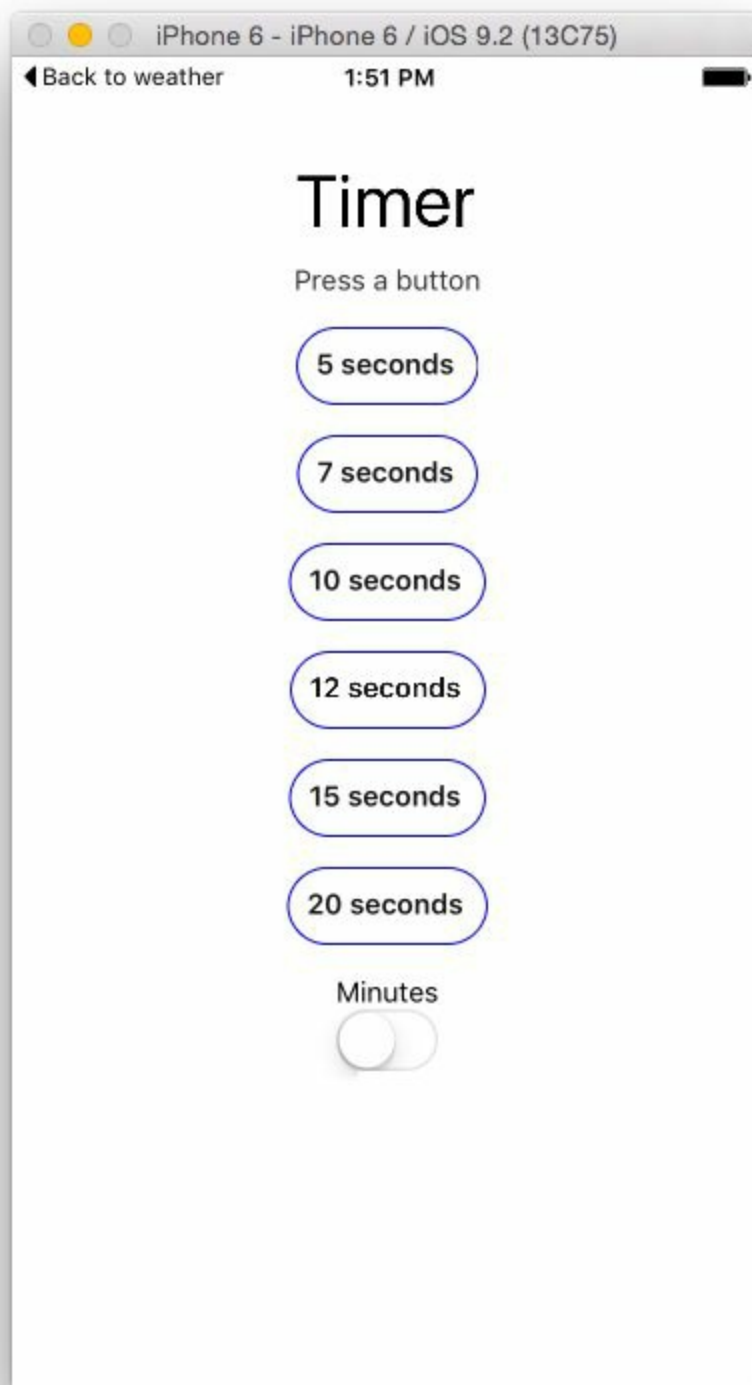 iPhone 6 - iPhone 6 / iOS 9.2 (13C75)
Back to weather 1:51 PM
Timer
Press a button
5 seconds
7 seconds
10 seconds
12 seconds
15 seconds
20 seconds
Minutes